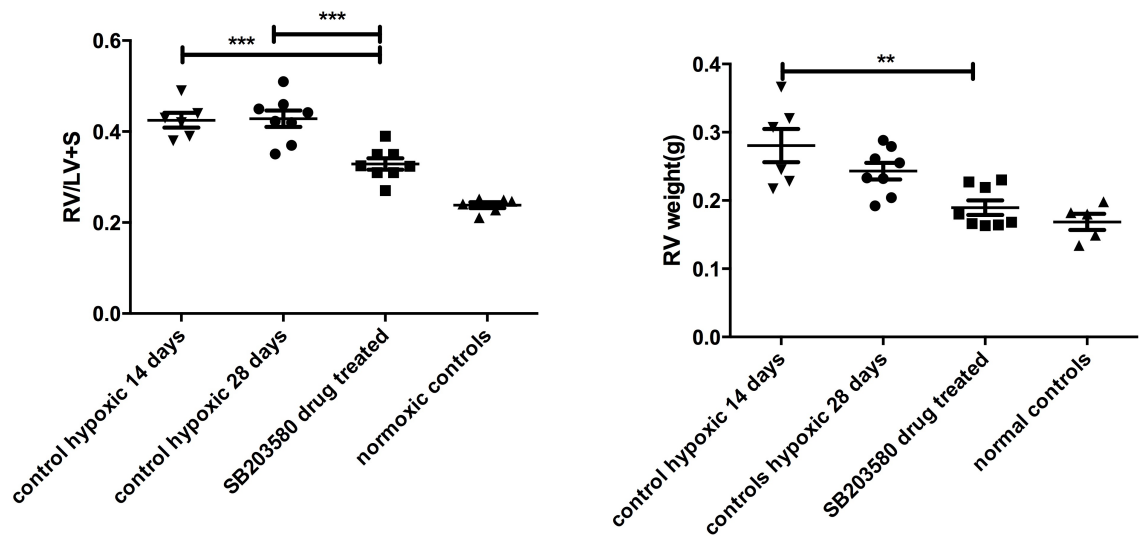 ***
***
0.6
0.4
0.2
0.0
RV/LV+S
control hypoxic 14 days
control hypoxic 28 days
SB203580 drug treated
normoxic controls
**
0.4
0.3
0.2
0.1
0.0
RV weight(g)
control hypoxic 14 days
controls hypoxic 28 days
SB203580 drug treated
normal controls